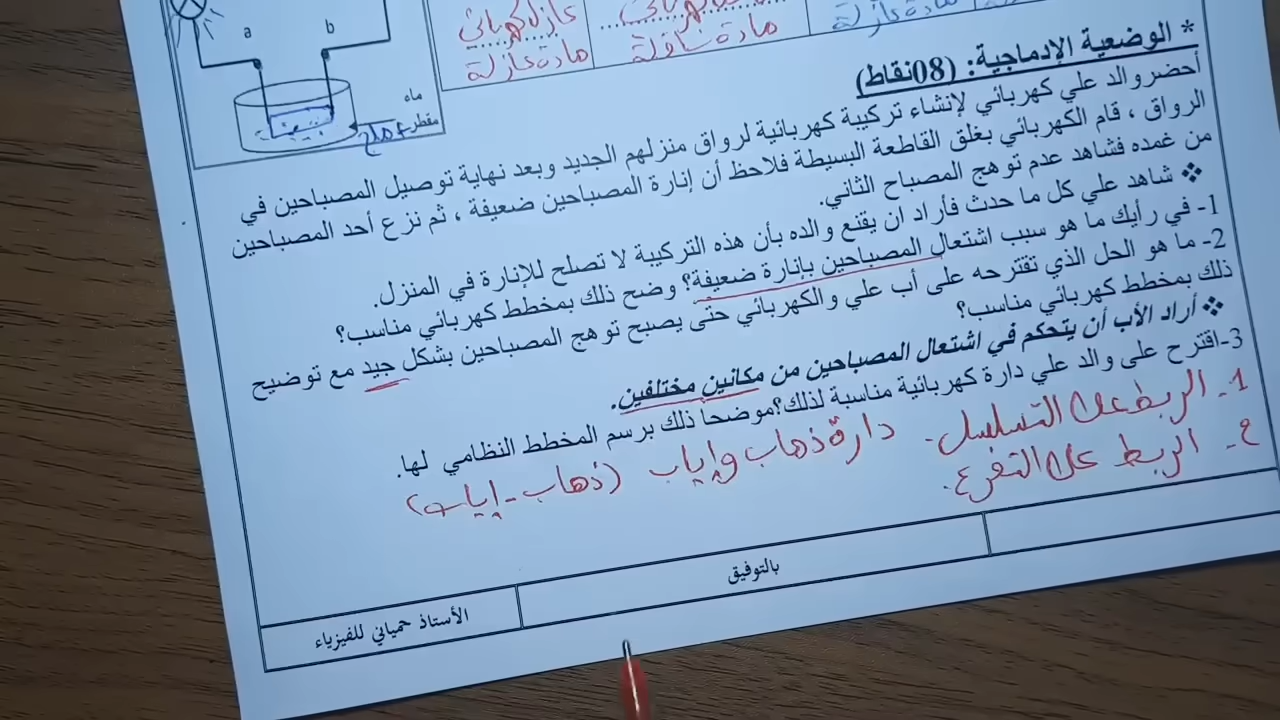 عازل كهربائي
مادة عازلة
مادة ناقلة
مادة عازلة
a
b
ماء
مقطر + ملح
* الوضعية الإدماجية: (08نقاط)
أحضر والد علي كهربائي لإنشاء تركيبة كهربائية لرواق منزلهم الجديد وبعد نهاية توصيل المصباحين في
الرواق ، قام الكهربائي بغلق القاطعة البسيطة فلاحظ أن إنارة المصباحين ضعيفة ، ثم نزع أحد المصباحين
من غمده فشاهد عدم توهج المصباح الثاني.
❖ شاهد علي كل ما حدث فأراد ان يقنع والده بأن هذه التركيبة لا تصلح للإنارة في المنزل.
1- في رأيك ما هو سبب اشتعال المصباحين بإنارة ضعيفة؟ وضح ذلك بمخطط كهربائي مناسب؟
2- ما هو الحل الذي تقترحه على أب علي والكهربائي حتى يصبح توهج المصباحين بشكل جيد مع توضيح
ذلك بمخطط كهربائي مناسب؟
❖ أراد الأب أن يتحكم في اشتعال المصباحين من مكانين مختلفين.
3-اقترح على والد علي دارة كهربائية مناسبة لذلك؟موضحا ذلك برسم المخطط النظامي لها.
1- الربط على التسلسل. دارة ذهاب وإياب (ذهاب - إياب)
2- الربط على التفرع.
بالتوفيق
الأستاذ حمياني للفيزياء